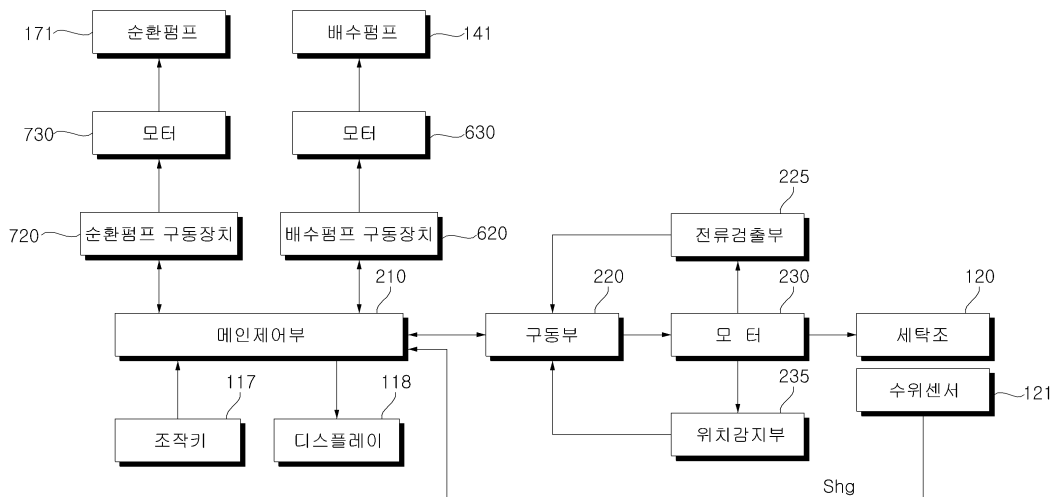 171
순환펌프
배수펌프
141
730
모터
모터
630
720
순환펌프 구동장치
배수펌프 구동장치
620
225
전류검출부
210
220
230
120
메인제어부
구동부
모 터
세탁조
117
118
235
수위센서
121
조작키
디스플레이
위치감지부
Shg